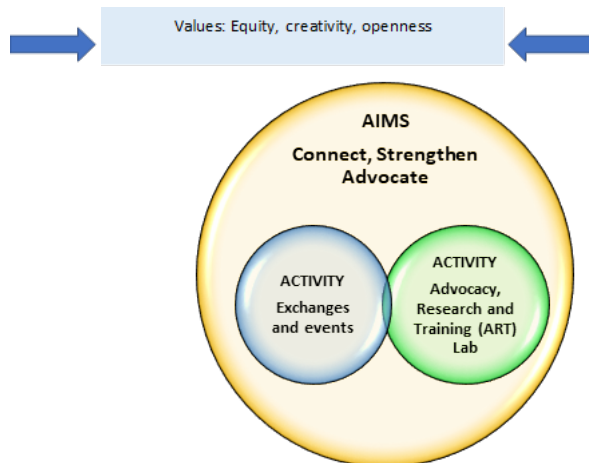 Values: Equity, creativity, openness
AIMS
Connect, Strengthen
Advocate
ACTIVITY
Exchanges
and events
ACTIVITY
Advocacy,
Research and
Training (ART)
Lab